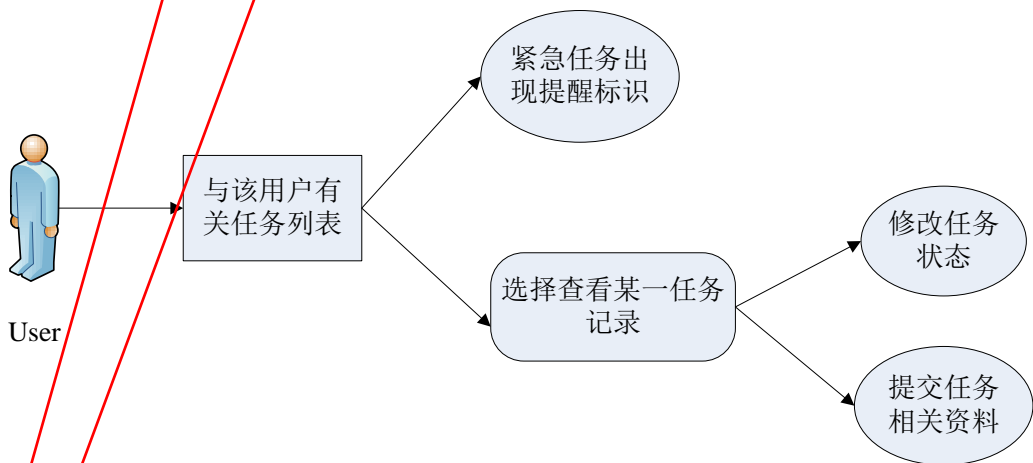 紧急任务出
现提醒标识
与该用户有
关任务列表
User
选择查看某一任务
记录
修改任务
状态
提交任务
相关资料